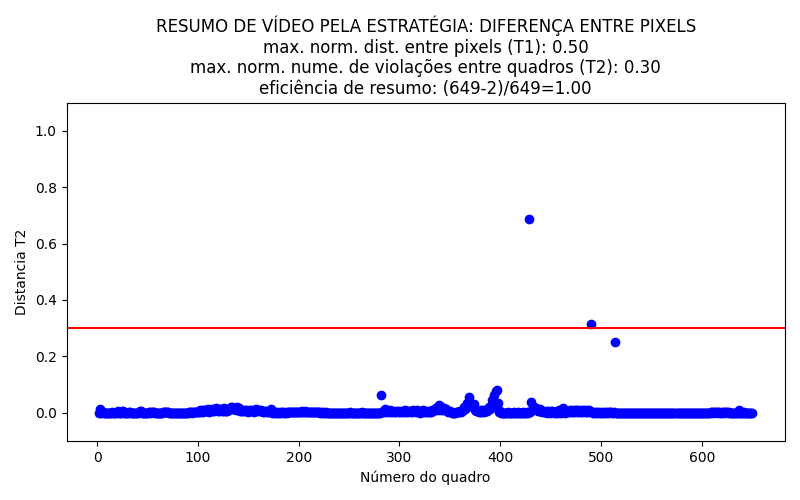 RESUMO DE VÍDEO PELA ESTRATÉGIA: DIFERENÇA ENTRE PIXELS
max. norm. dist. entre pixels (T1): 0.50
max. norm. nume. de violações entre quadros (T2): 0.30
eficiência de resumo: (649-2)/649=1.00
1.0
0.8
0.6
0.4
0.2
0.0
Distancia T2
0 100 200 300 400 500 600
Número do quadro